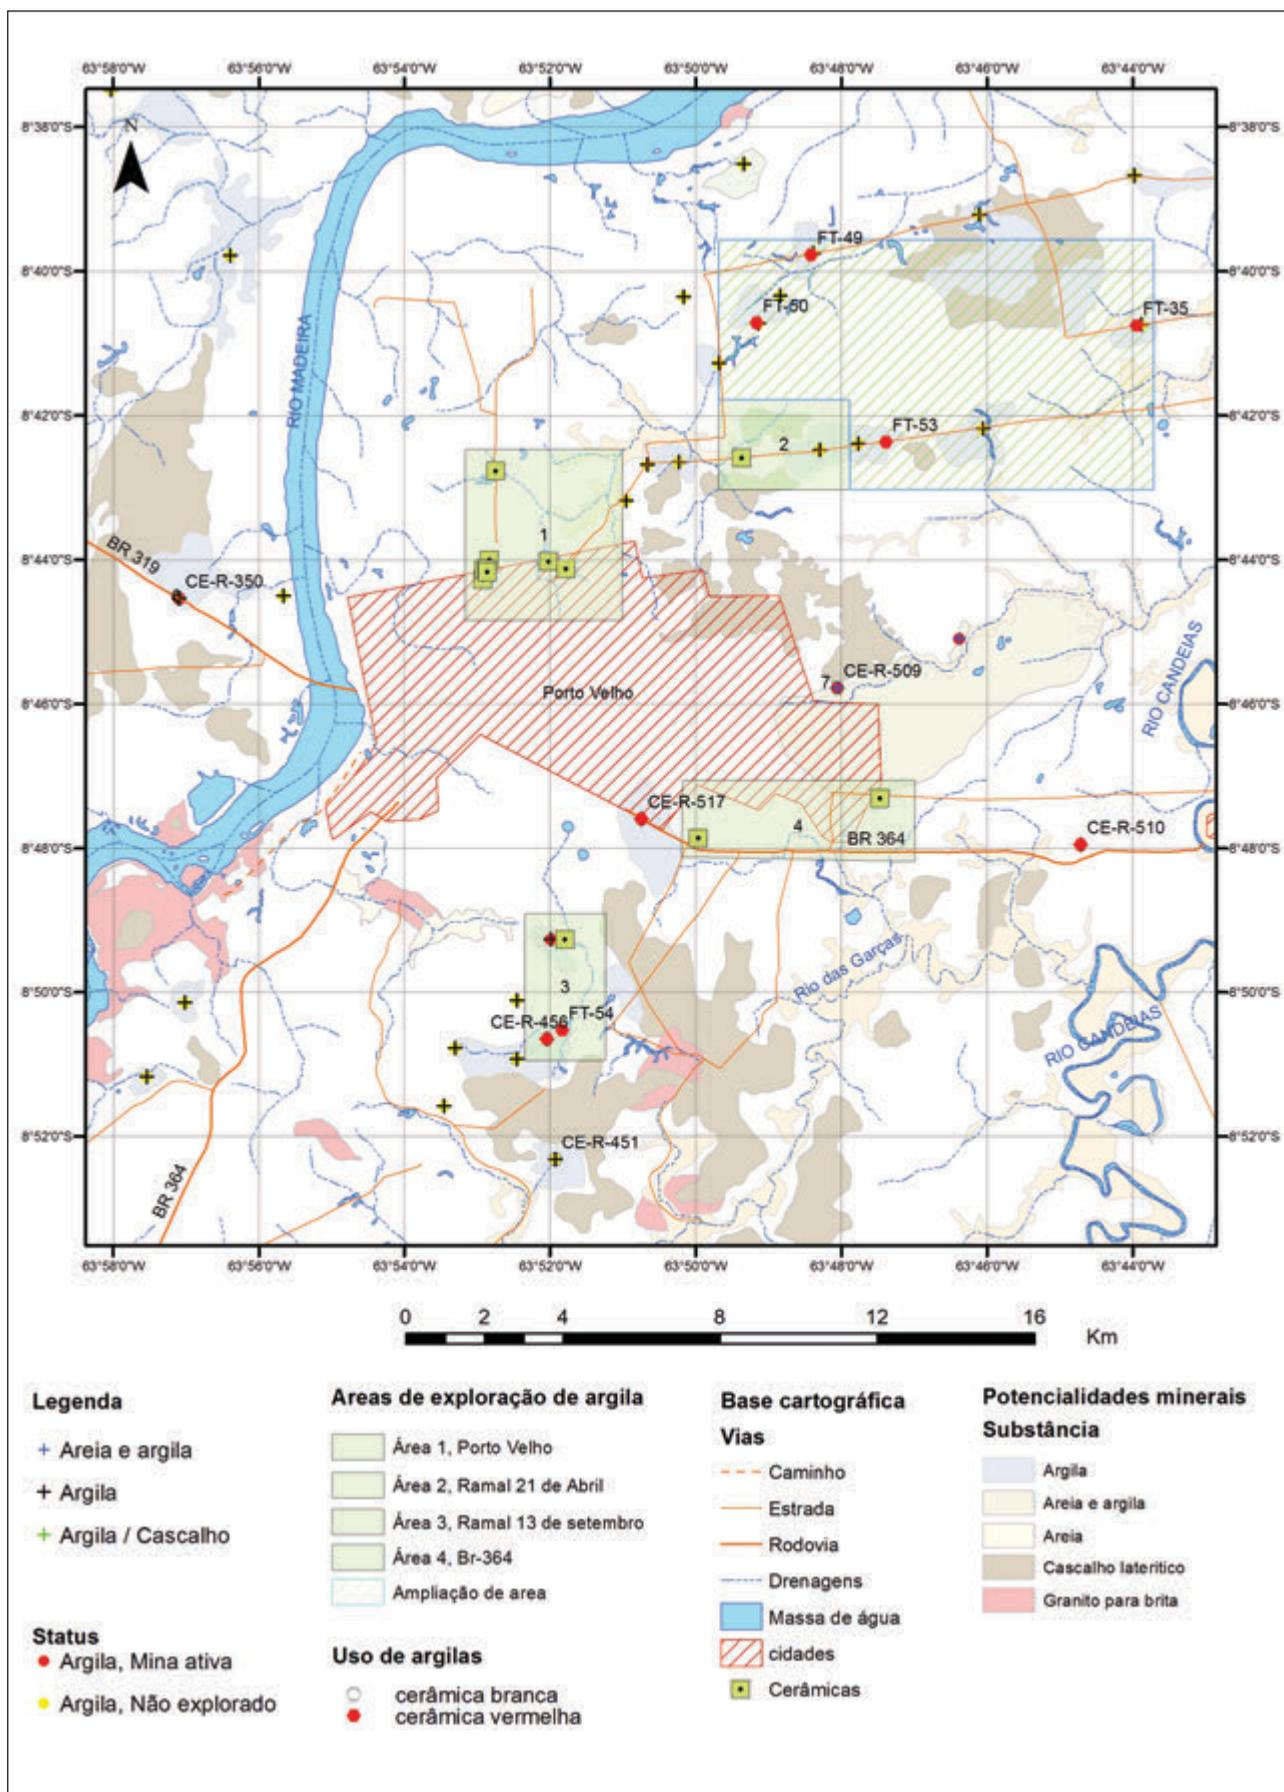 63°58'0"W 63°56'0"W 63°54'0"W 63°52'0"W 63°50'0"W 63°48'0"W 63°46'0"W 63°44'0"W
8°38'0"S 8°38'0"S
N
FT-49
8°40'0"S 8°40'0"S
FT-50 FT-35
RIO MADEIRA
8°42'0"S 8°42'0"S
FT-53
2
1
8°44'0"S 8°44'0"S
BR 319
CE-R-350
RIO CANDEIAS
7 CE-R-509
Porto Velho
8°46'0"S 8°46'0"S
CE-R-517
4
BR 364
CE-R-510
8°48'0"S 8°48'0"S
Rio das Garças
8°50'0"S 8°50'0"S
3
FT-54
CE-R-456
RIO CANDEIAS
8°52'0"S 8°52'0"S
CE-R-451
BR 364
63°58'0"W 63°56'0"W 63°54'0"W 63°52'0"W 63°50'0"W 63°48'0"W 63°46'0"W 63°44'0"W
0 2 4 8 12 16
Km
Legenda
Areia e argila
Argila
Argila / Cascalho
Status
Argila, Mina ativa
Argila, Não explorado
Areas de exploração de argila
Área 1, Porto Velho
Área 2, Ramal 21 de Abril
Área 3, Ramal 13 de setembro
Área 4, Br-364
Ampliação de area
Uso de argilas
cerâmica branca
cerâmica vermelha
Base cartográfica
Vias
Caminho
Estrada
Rodovia
Drenagens
Massa de água
cidades
Cerâmicas
Potencialidades minerais
Substância
Argila
Areia e argila
Areia
Cascalho lateritico
Granito para brita